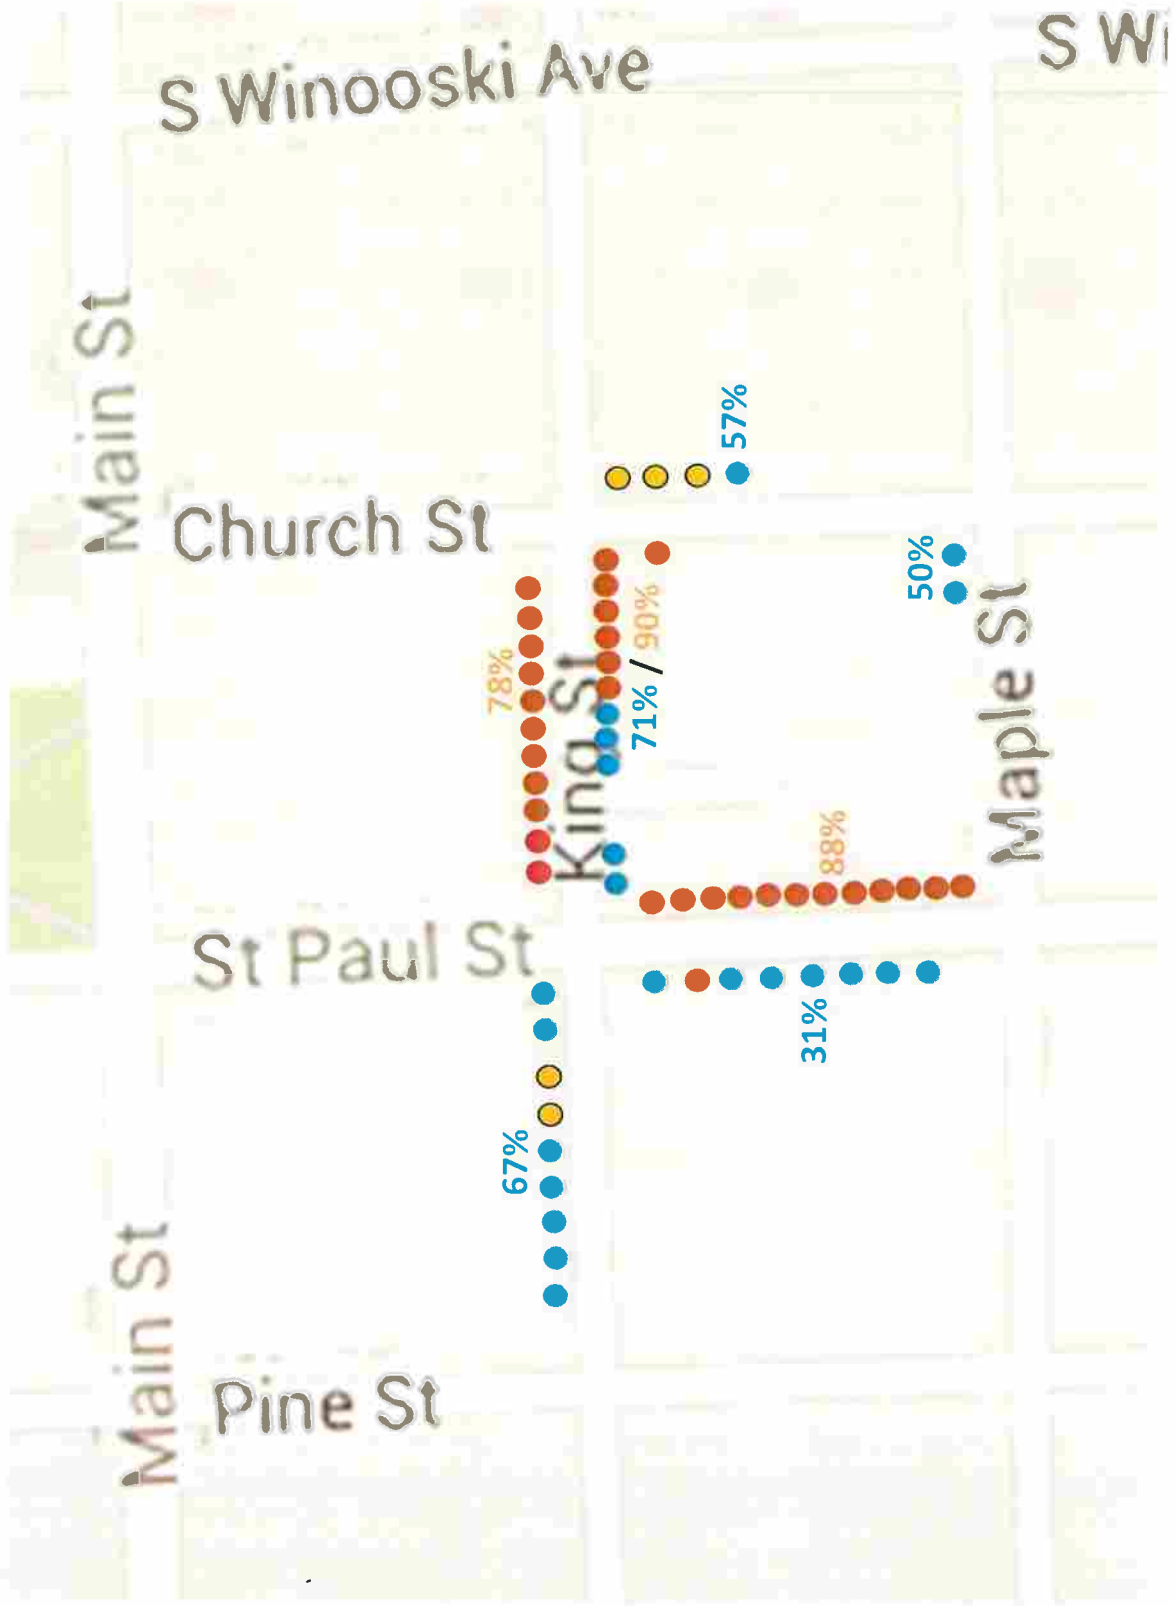 S Winooski Ave
S Wi
Main St
57%
Church St
50%
78%
King St
71% / 90%
Maple St
88%
St Paul St
31%
67%
Main St
Pine St